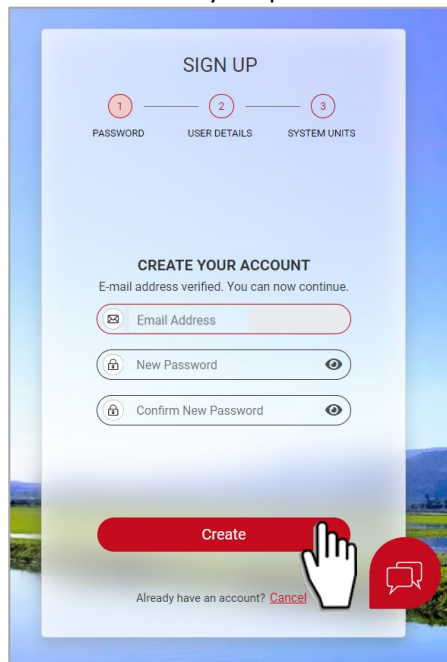 SIGN UP
1 2 3
PASSWORD USER DETAILS SYSTEM UNITS
CREATE YOUR ACCOUNT
E-mail address verified. You can now continue.
Email Address
New Password
Confirm New Password
Create
Already have an account? Cancel